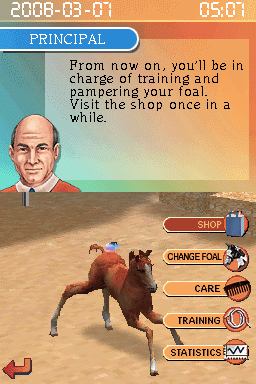 2008-03-07 05:07
PRINCIPAL
From now on, you'll be in
charge of training and
pampering your foal.
Visit the shop once in a
while.
SHOP
CHANGE FOAL
CARE
TRAINING
STATISTICS